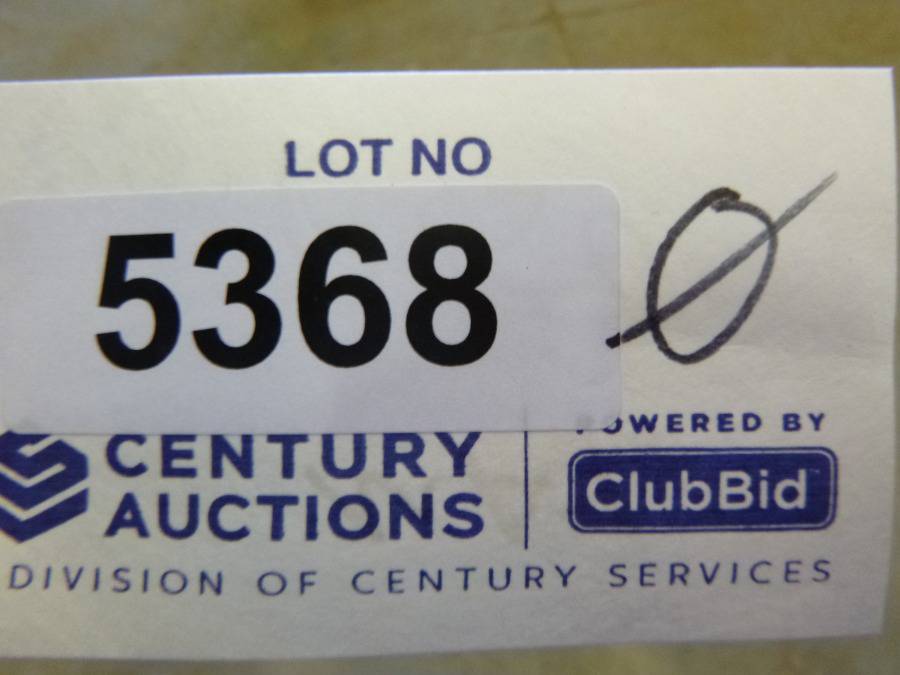 LOT NO
5368 Ø
CENTURY
AUCTIONS
POWERED BY
ClubBid
DIVISION OF CENTURY SERVICES